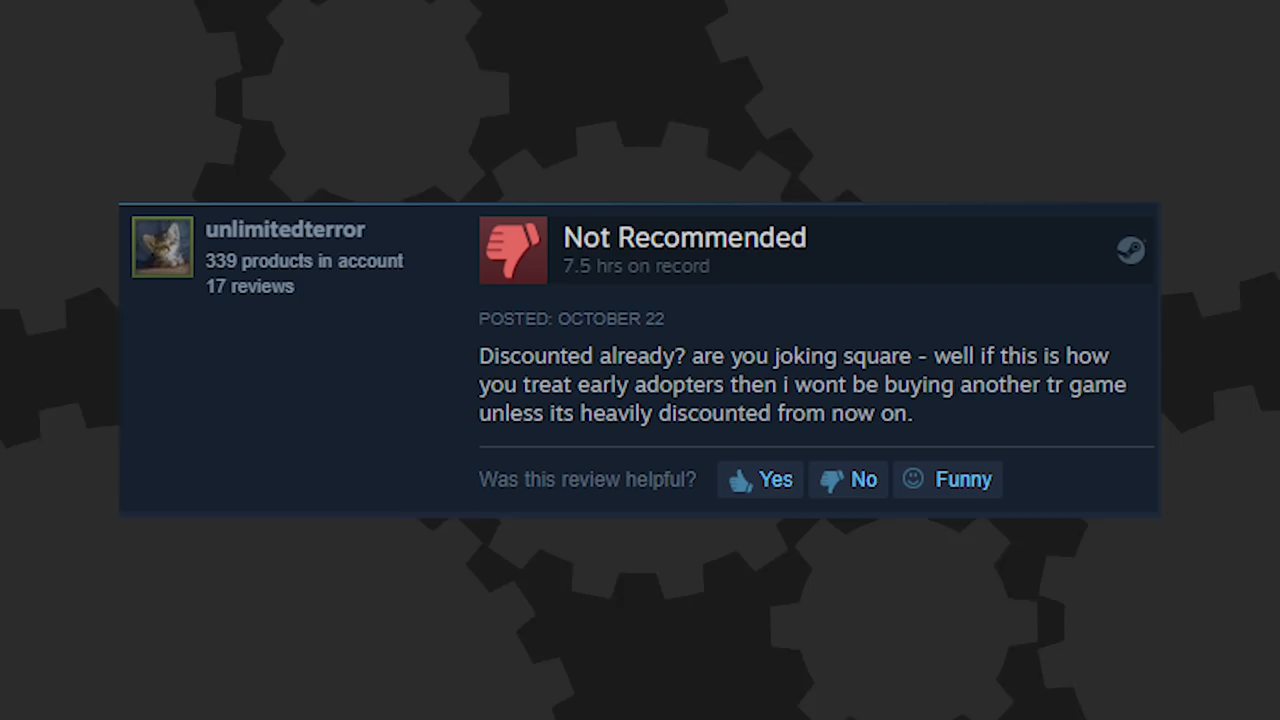 unlimitedterror
339 products in account
17 reviews
Not Recommended
7.5 hrs on record
POSTED: OCTOBER 22
Discounted already? are you joking square - well if this is how
you treat early adopters then i wont be buying another tr game
unless its heavily discounted from now on.
Was this review helpful? Yes No Funny